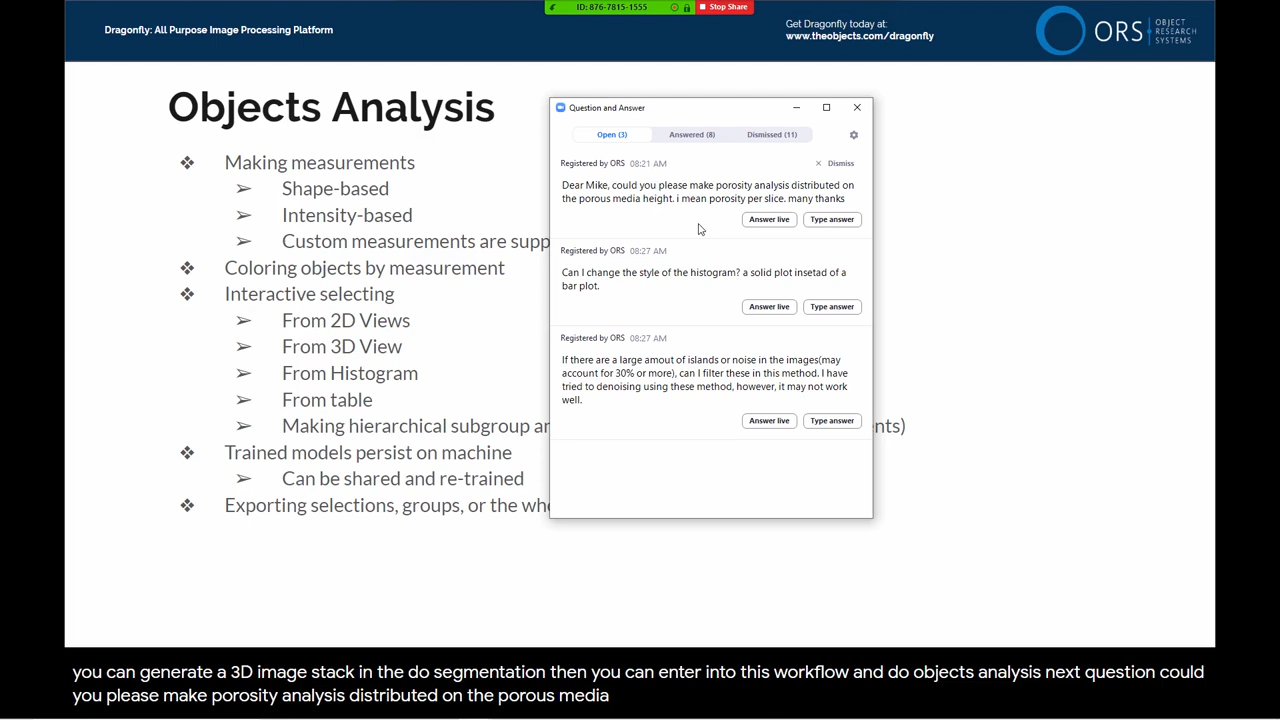 ID: 876-7815-1555
Stop Share
Dragonfly: All Purpose Image Processing Platform
Get Dragonfly today at:
www.theobjects.com/dragonfly
ORS
OBJECT
RESEARCH
SYSTEMS
Objects Analysis
❖ Making measurements
➢ Shape-based
➢ Intensity-based
➢ Custom measurements are supp
❖ Coloring objects by measurement
❖ Interactive selecting
➢ From 2D Views
➢ From 3D View
➢ From Histogram
➢ From table
➢ Making hierarchical subgroup an
nts)
❖ Trained models persist on machine
➢ Can be shared and re-trained
❖ Exporting selections, groups, or the who
Question and Answer
Open (3) Answered (8) Dismissed (11)
Registered by ORS 08:21 AM
× Dismiss
Dear Mike, could you please make porosity analysis distributed on
the porous media height. i mean porosity per slice. many thanks
Answer live Type answer
Registered by ORS 08:27 AM
Can I change the style of the histogram? a solid plot insetad of a
bar plot.
Answer live Type answer
Registered by ORS 08:27 AM
If there are a large amout of islands or noise in the images(may
account for 30% or more), can I filter these in this method. I have
tried to denoising using these method, however, it may not work
well.
Answer live Type answer
you can generate a 3D image stack in the do segmentation then you can enter into this workflow and do objects analysis next question could
you please make porosity analysis distributed on the porous media